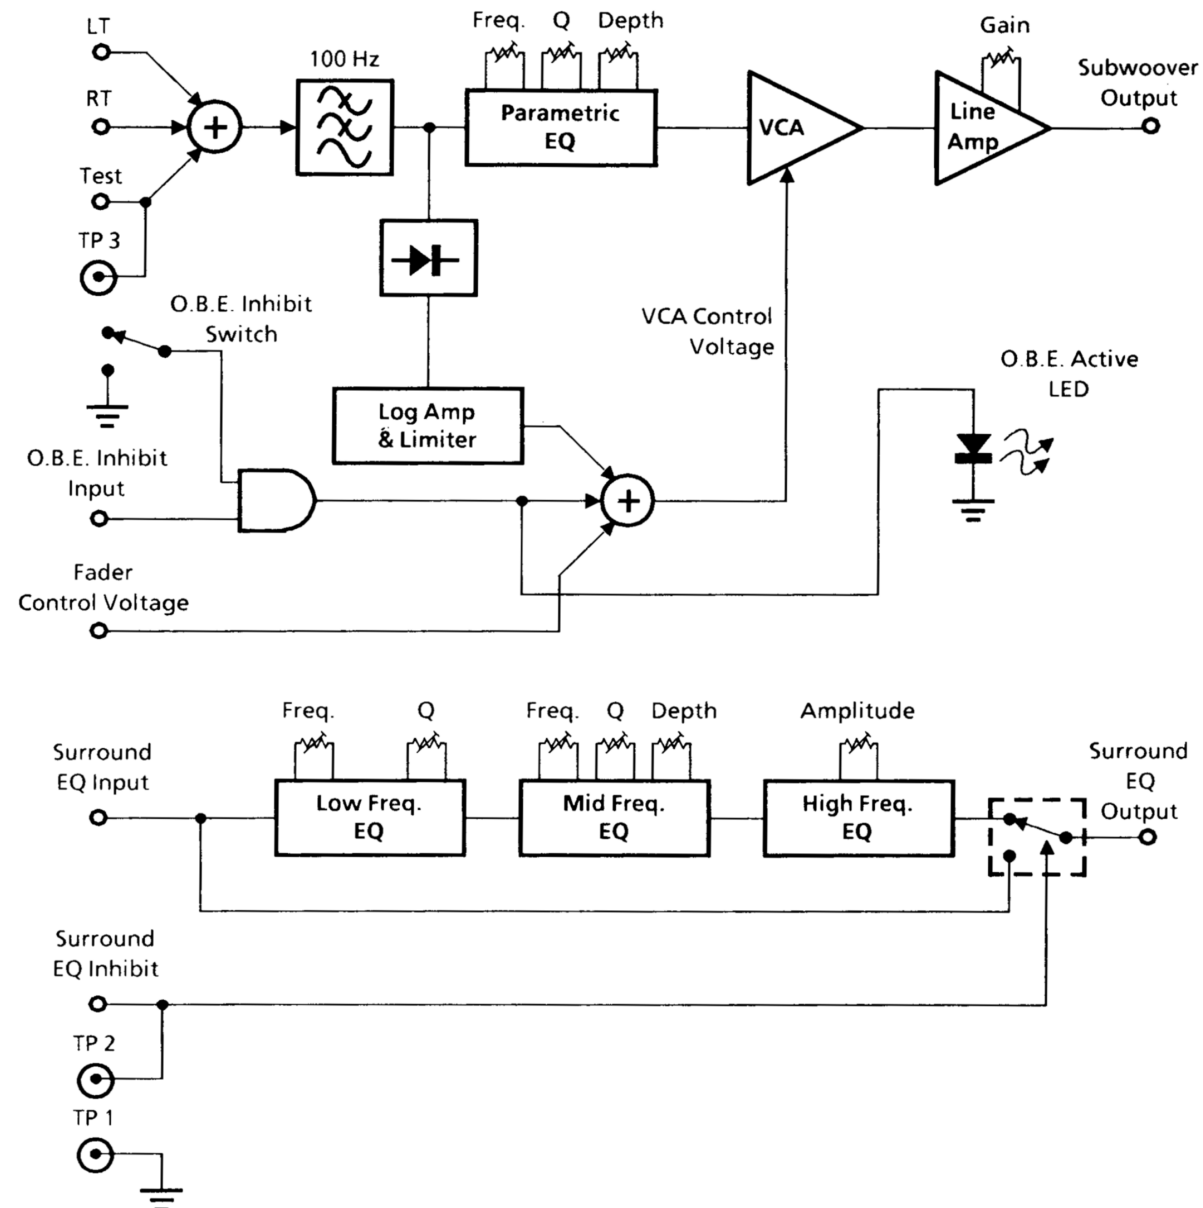 LT
RT
Test
TP 3
100 Hz
Freq. Q Depth
Parametric
EQ
VCA
Gain
Line
Amp
Subwoover
Output
O.B.E. Inhibit
Switch
VCA Control
Voltage
O.B.E. Active
LED
Log Amp
& Limiter
O.B.E. Inhibit
Input
Fader
Control Voltage
Surround
EQ Input
Freq. Q
Low Freq.
EQ
Freq. Q Depth
Mid Freq.
EQ
Amplitude
High Freq.
EQ
Surround
EQ
Output
Surround
EQ Inhibit
TP 2
TP 1